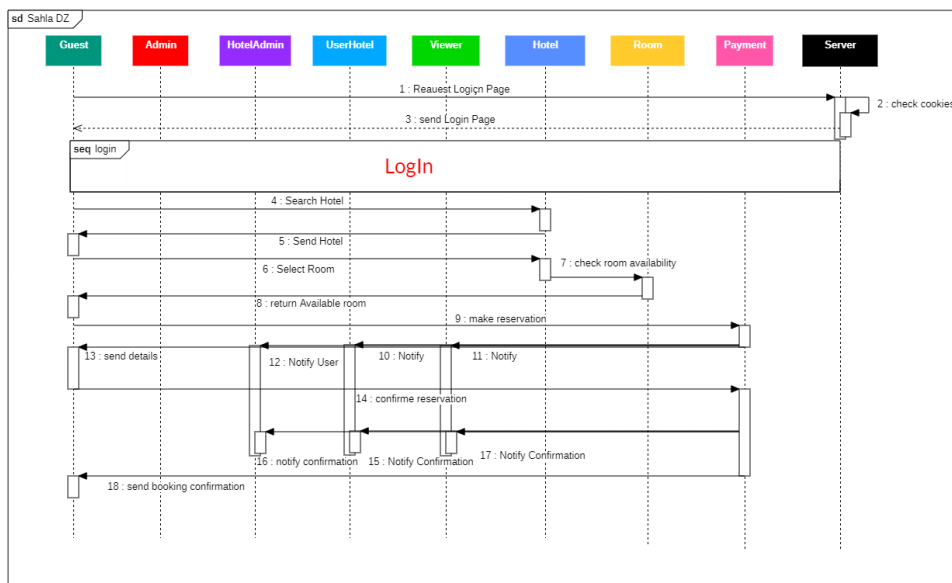 sd Sahla DZ
Guest
Admin
HotelAdmin
UserHotel
Viewer
Hotel
Room
Payment
Server
1 : Reauest Logiçn Page
2 : check cookies
3 : send Login Page
seq login
LogIn
4 : Search Hotel
5 : Send Hotel
6 : Select Room
7 : check room availability
8 : return Available room
9 : make reservation
13 : send details
12 : Notify User
10 : Notify
11 : Notify
14 : confirme reservation
16 : notify confirmation
15 : Notify Confirmation
17 : Notify Confirmation
18 : send booking confirmation